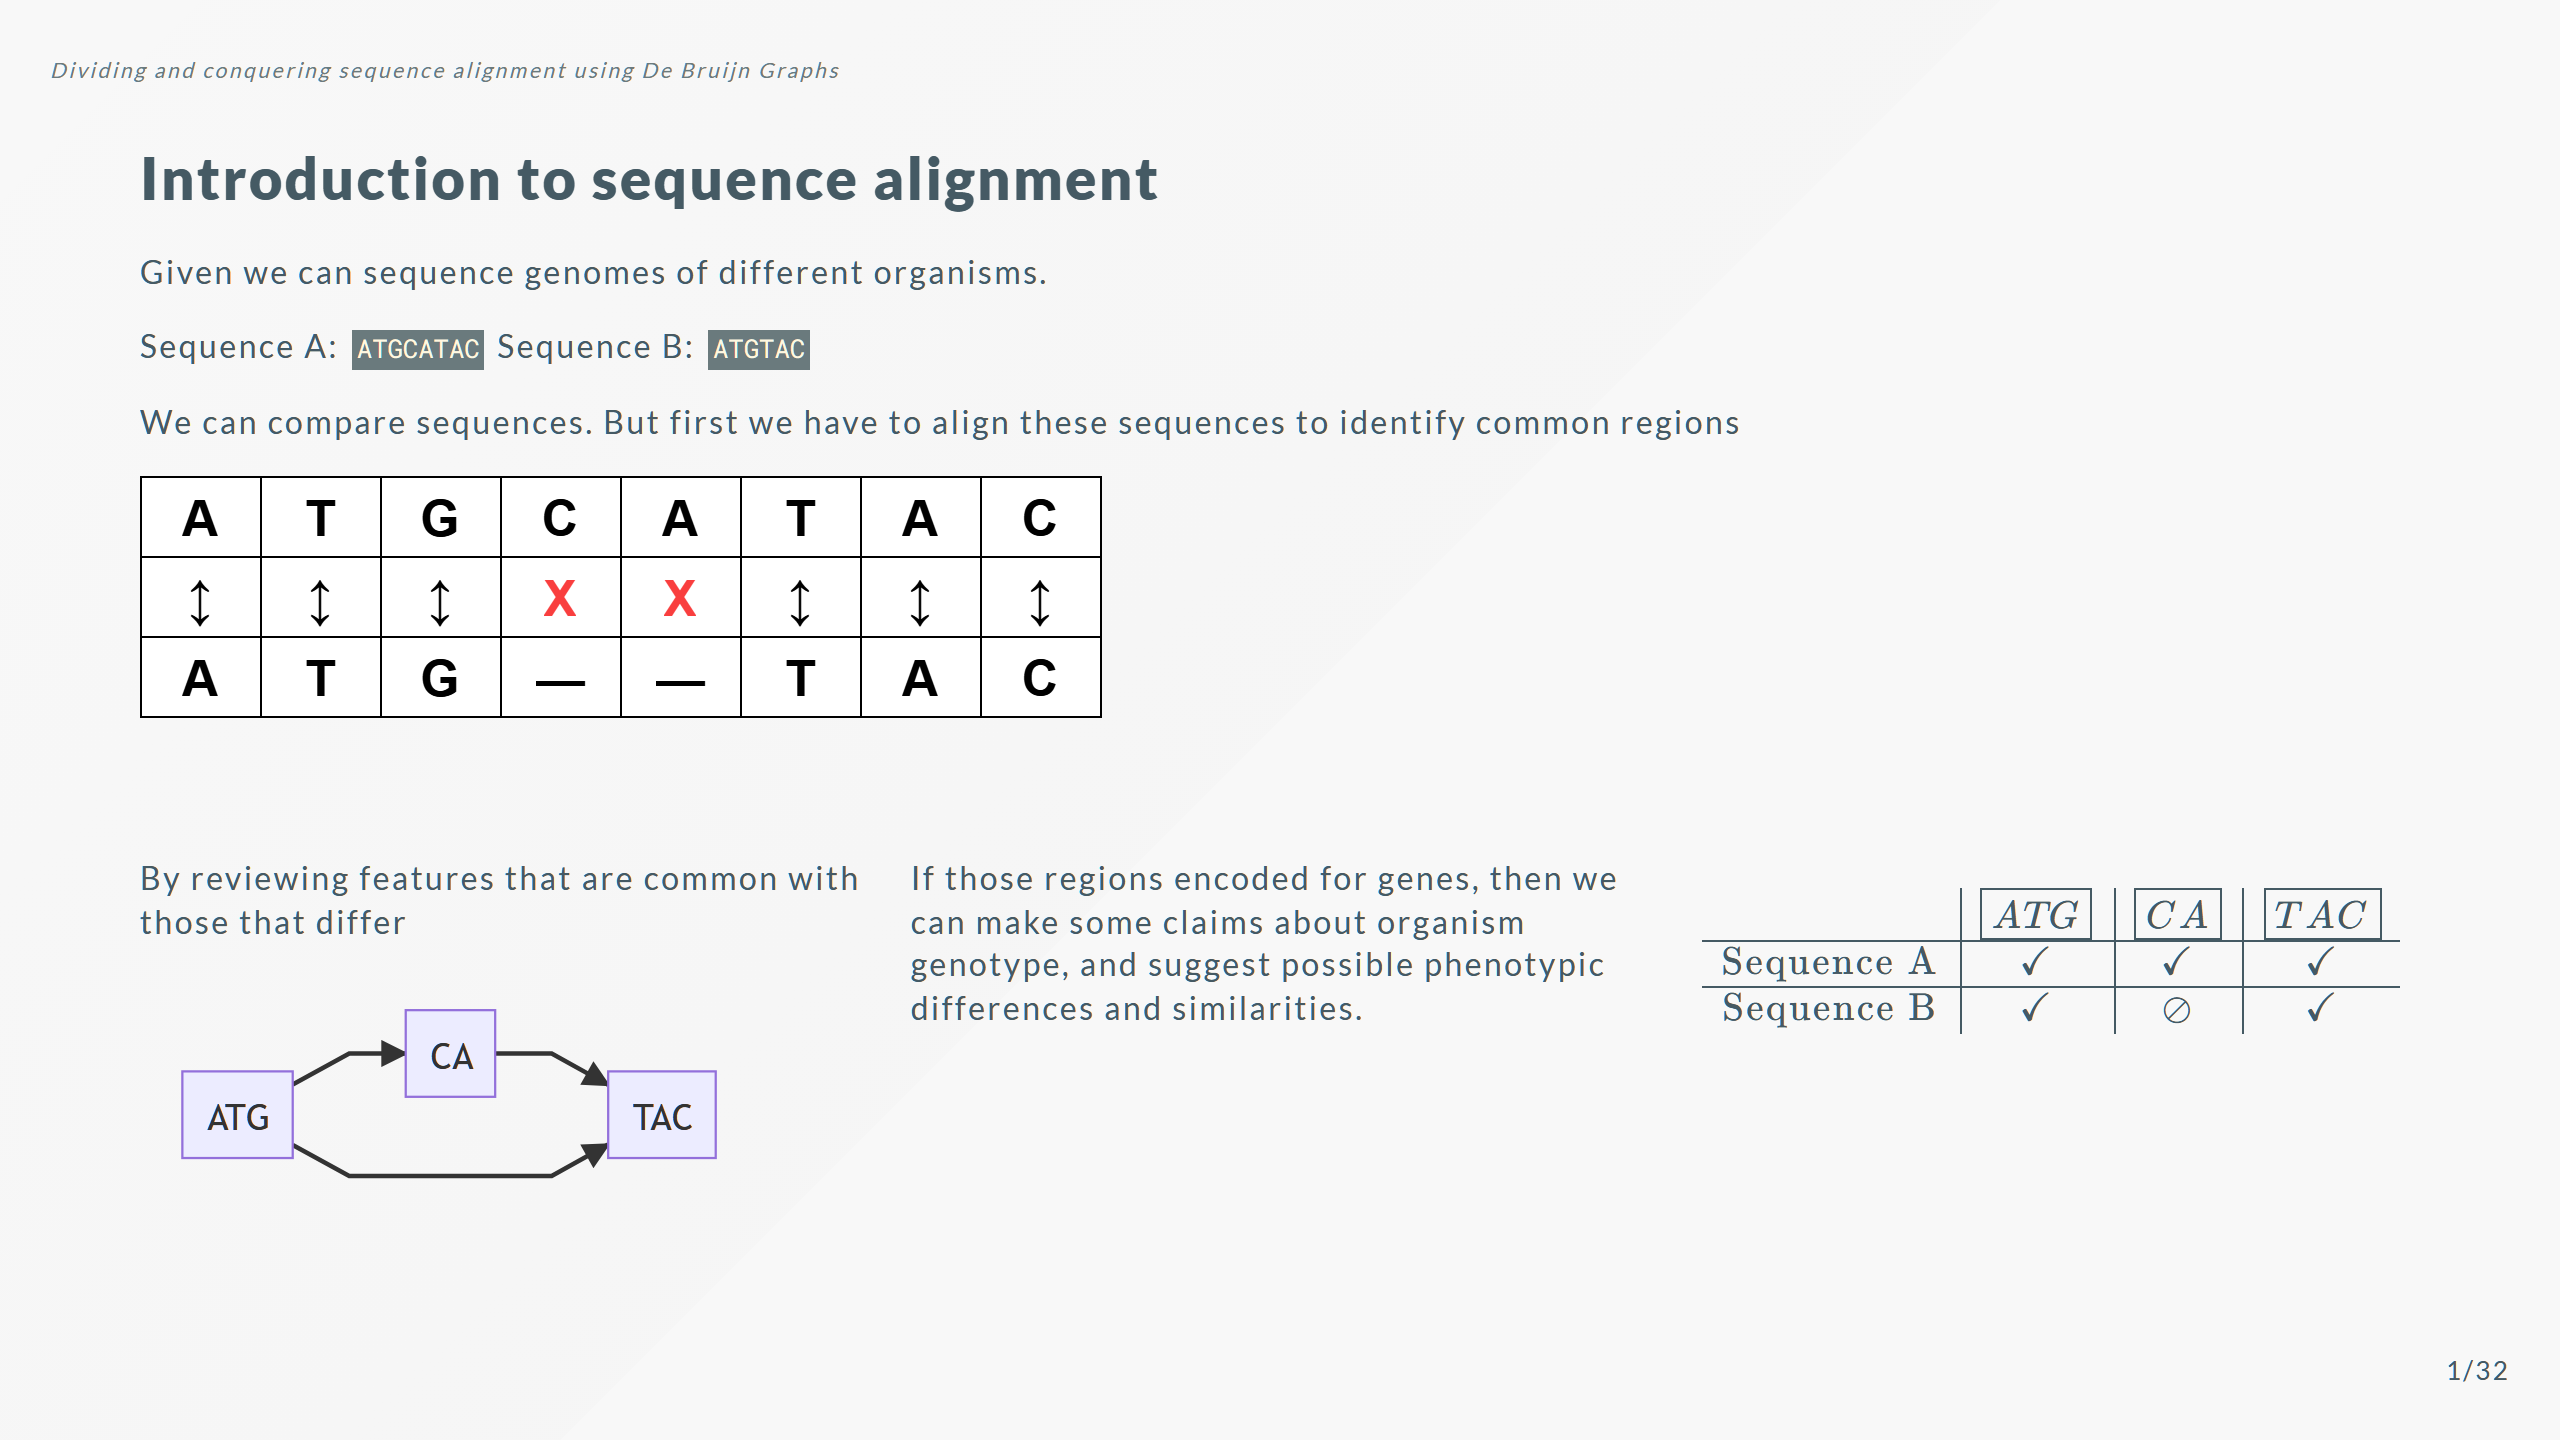 Dividing and conquering sequence alignment using De Bruijn Graphs
Introduction to sequence alignment
Given we can sequence genomes of different organisms.
Sequence A: ATGCATAC Sequence B: ATGTAC
We can compare sequences. But first we have to align these sequences to identify common regions
A T G C A T A C
↕ ↕ ↕ X X ↕ ↕ ↕
A T G — — T A C
By reviewing features that are common with
those that differ
CA
ATG
TAC
If those regions encoded for genes, then we
can make some claims about organism
genotype, and suggest possible phenotypic
differences and similarities.
ATG CA TAC
Sequence A ✓ ✓ ✓
Sequence B ✓ ⊘ ✓
1/32